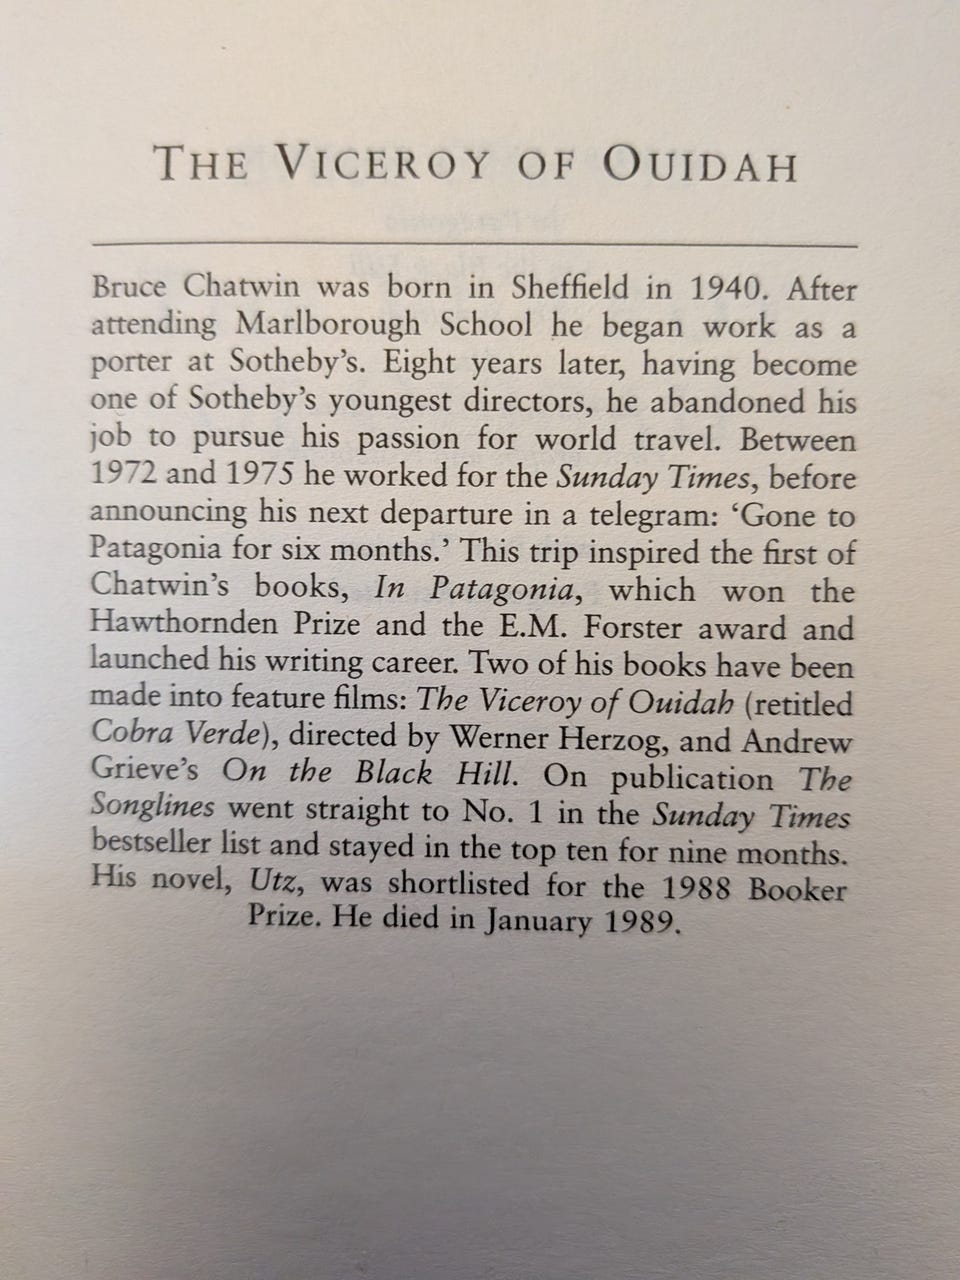 THE VICEROY OF OUIDAH
Bruce Chatwin was born in Sheffield in 1940. After
attending Marlborough School he began work as a
porter at Sotheby's. Eight years later, having become
one of Sotheby's youngest directors, he abandoned his
job to pursue his passion for world travel. Between
1972 and 1975 he worked for the Sunday Times, before
announcing his next departure in a telegram: ‘Gone to
Patagonia for six months.’ This trip inspired the first of
Chatwin's books, In Patagonia, which won the
Hawthornden Prize and the E.M. Forster award and
launched his writing career. Two of his books have been
made into feature films: The Viceroy of Ouidah (retitled
Cobra Verde), directed by Werner Herzog, and Andrew
Grieve's On the Black Hill. On publication The
Songlines went straight to No. 1 in the Sunday Times
bestseller list and stayed in the top ten for nine months.
His novel, Utz, was shortlisted for the 1988 Booker
Prize. He died in January 1989.